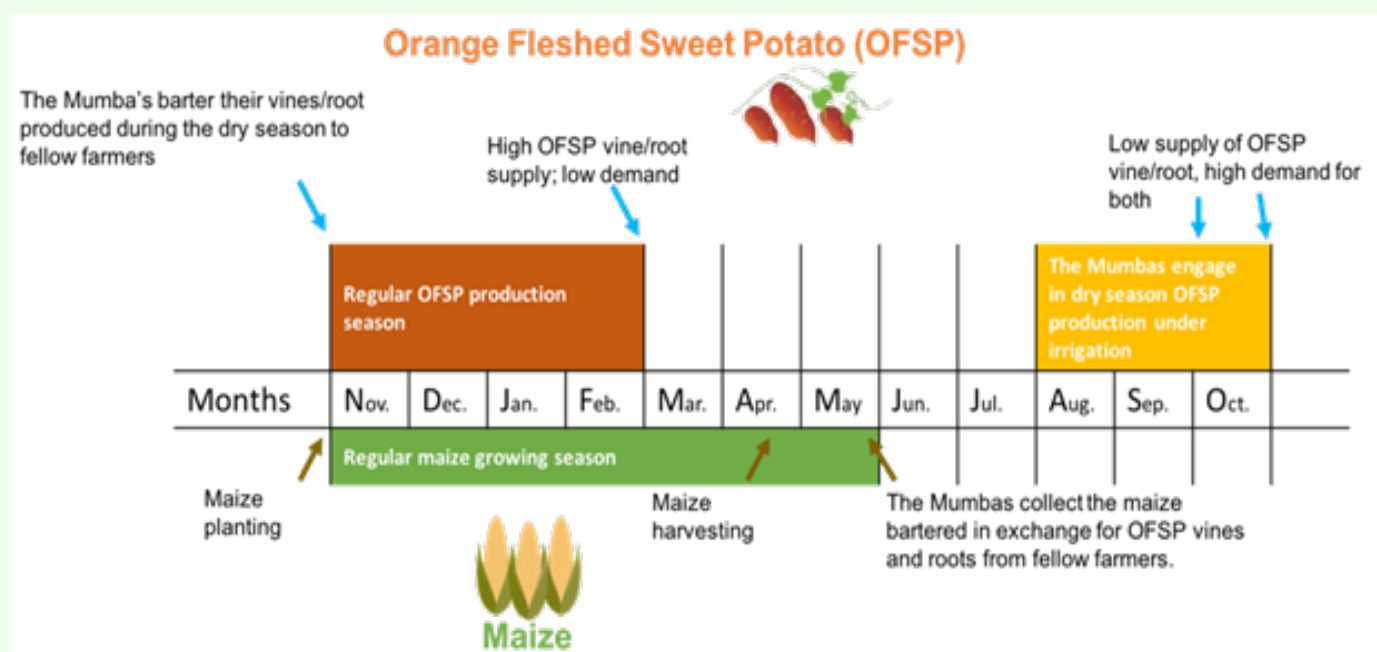 Orange Fleshed Sweet Potato (OFSP)
The Mumba's barter their vines/root
produced during the dry season to
fellow farmers
High OFSP vine/root
supply; low demand
Low supply of OFSP
vine/root, high demand for
both
Regular OFSP production
season
The Mumbas engage
in dry season OFSP
production under
irrigation
Months Nov. Dec. Jan. Feb. Mar. Apr. May Jun. Jul. Aug. Sep. Oct.
Regular maize growing season
Maize
planting
Maize
harvesting
The Mumbas collect the maize
bartered in exchange for OFSP vines
and roots from fellow farmers.
Maize